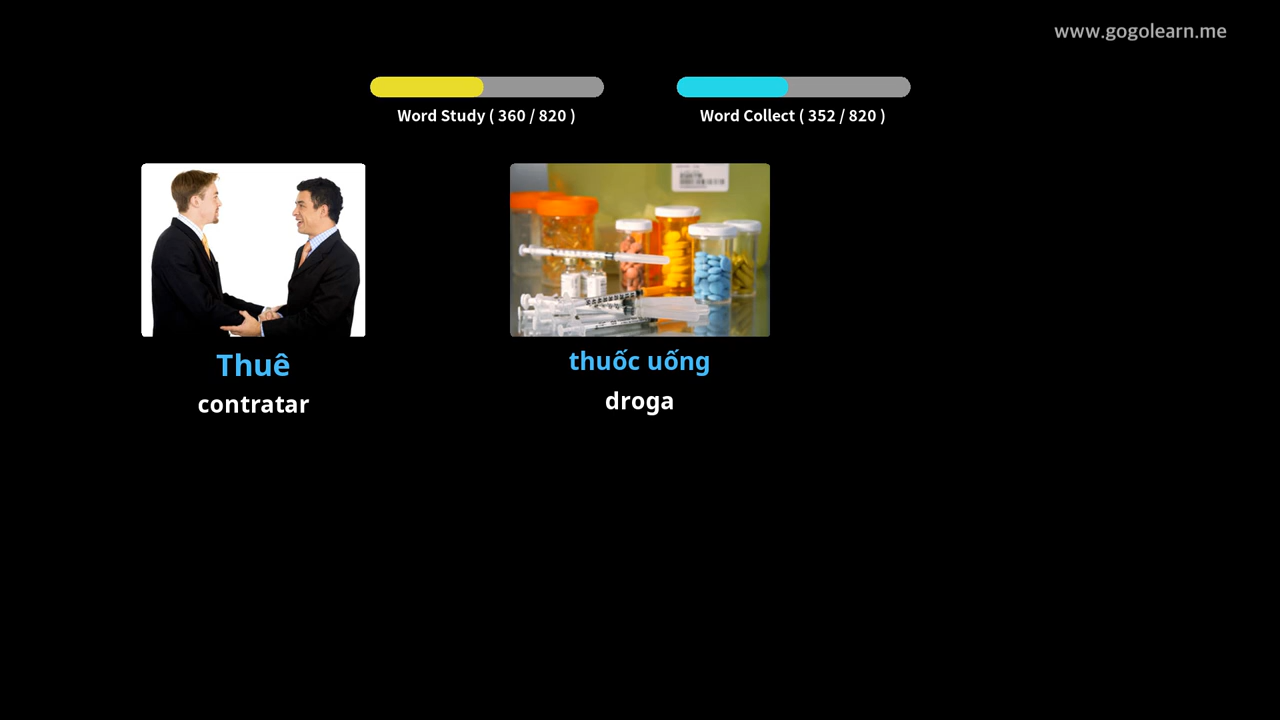 www.gogolearn.me
Word Study ( 360 / 820 )
Word Collect ( 352 / 820 )
Thuê
contratar
thuốc uống
droga